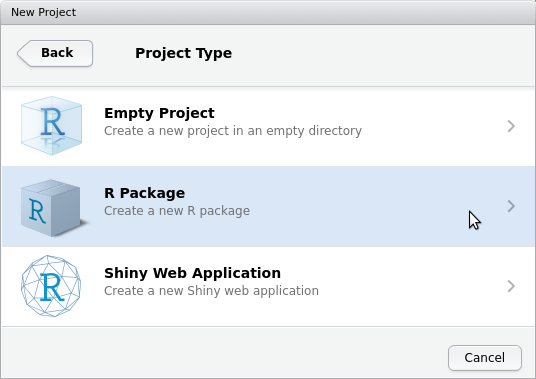 New Project
Back
Project Type
R
Empty Project
Create a new project in an empty directory
R
R Package
Create a new R package
R
Shiny Web Application
Create a new Shiny web application
Cancel